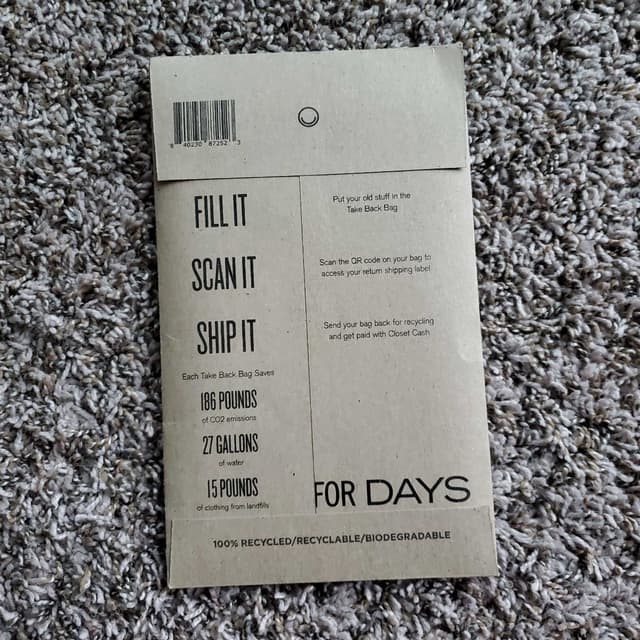 8 40230 87252 3
FILL IT
Put your old stuff in the
Take Back Bag
SCAN IT
Scan the QR code on your bag to
access your return shipping label
SHIP IT
Send your bag back for recycling
and get paid with Closet Cash
Each Take Back Bag Saves
186 POUNDS
of CO2 emissions
27 GALLONS
of water
15 POUNDS
of clothing from landfills
FOR DAYS
100% RECYCLED/RECYCLABLE/BIODEGRADABLE